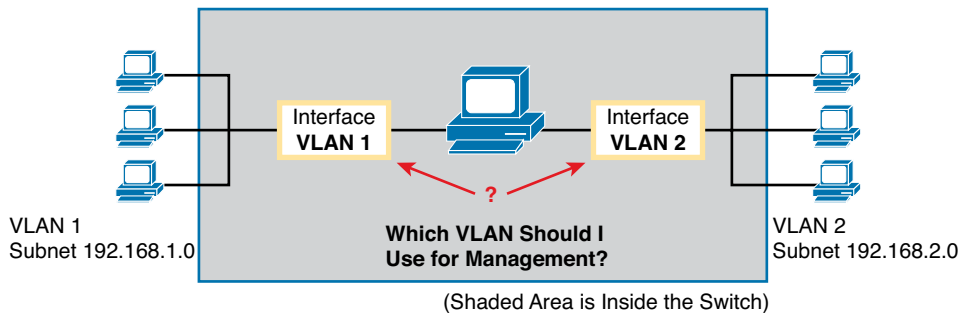 Interface
VLAN 1
Interface
VLAN 2
?
VLAN 1
Subnet 192.168.1.0
Which VLAN Should I
Use for Management?
VLAN 2
Subnet 192.168.2.0
(Shaded Area is Inside the Switch)